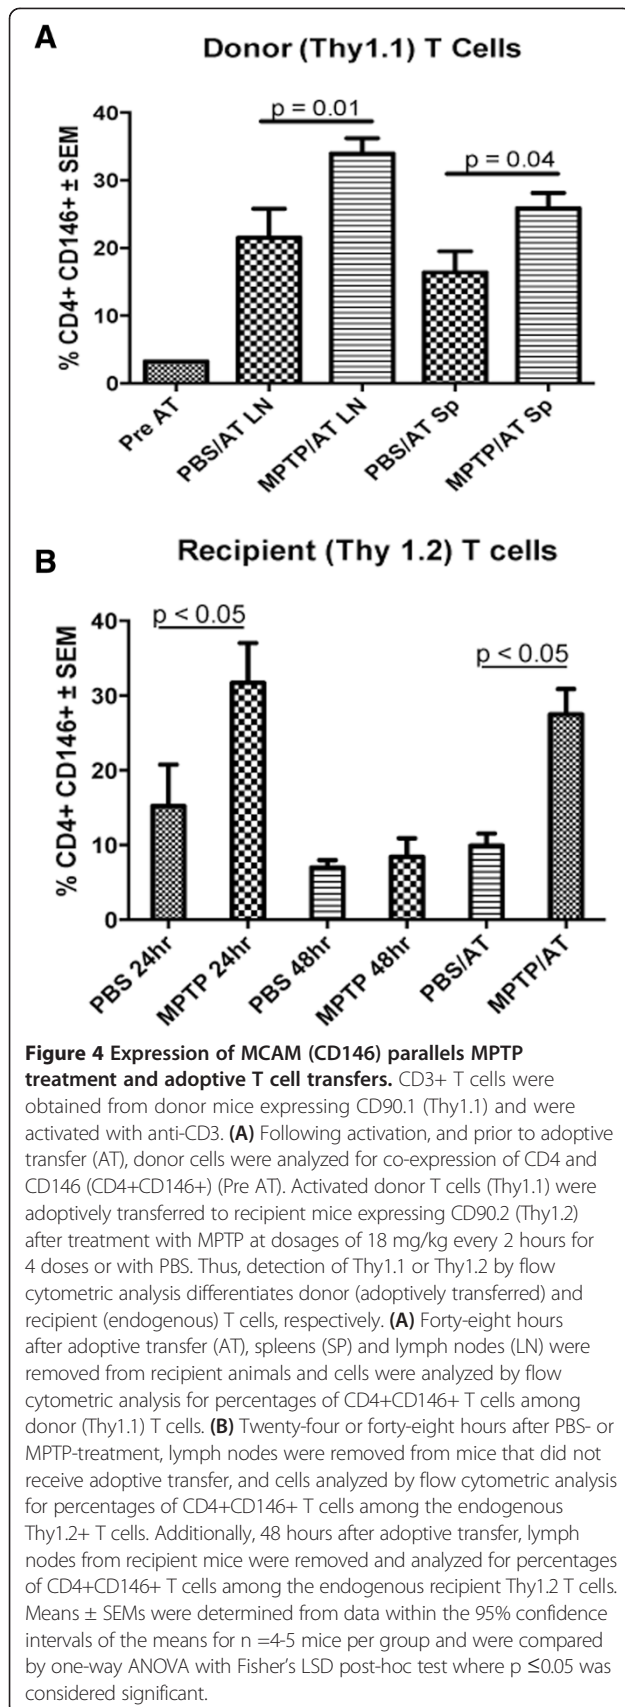 A
Donor (Thy1.1) T Cells
p = 0.01
p = 0.04
% CD4+ CD146+ ± SEM
40
30
20
10
0
Pre AT
PBS/AT LN
MPTP/AT LN
PBS/AT Sp
MPTP/AT Sp
B
Recipient (Thy 1.2) T cells
p < 0.05
p < 0.05
% CD4+ CD146+ ± SEM
40
30
20
10
0
PBS 24hr
MPTP 24hr
PBS 48hr
MPTP 48hr
PBS/AT
MPTP/AT
Figure 4 Expression of MCAM (CD146) parallels MPTP
treatment and adoptive T cell transfers. CD3+ T cells were
obtained from donor mice expressing CD90.1 (Thy1.1) and were
activated with anti-CD3. (A) Following activation, and prior to adoptive
transfer (AT), donor cells were analyzed for co-expression of CD4 and
CD146 (CD4+CD146+) (Pre AT). Activated donor T cells (Thy1.1) were
adoptively transferred to recipient mice expressing CD90.2 (Thy1.2)
after treatment with MPTP at dosages of 18 mg/kg every 2 hours for
4 doses or with PBS. Thus, detection of Thy1.1 or Thy1.2 by flow
cytometric analysis differentiates donor (adoptively transferred) and
recipient (endogenous) T cells, respectively. (A) Forty-eight hours
after adoptive transfer (AT), spleens (SP) and lymph nodes (LN) were
removed from recipient animals and cells were analyzed by flow
cytometric analysis for percentages of CD4+CD146+ T cells among
donor (Thy1.1) T cells. (B) Twenty-four or forty-eight hours after PBS- or
MPTP-treatment, lymph nodes were removed from mice that did not
receive adoptive transfer, and cells analyzed by flow cytometric analysis
for percentages of CD4+CD146+ T cells among the endogenous
Thy1.2+ T cells. Additionally, 48 hours after adoptive transfer, lymph
nodes from recipient mice were removed and analyzed for percentages
of CD4+CD146+ T cells among the endogenous recipient Thy1.2 T cells.
Means ± SEMs were determined from data within the 95% confidence
intervals of the means for n =4-5 mice per group and were compared
by one-way ANOVA with Fisher's LSD post-hoc test where p ≤0.05 was
considered significant.